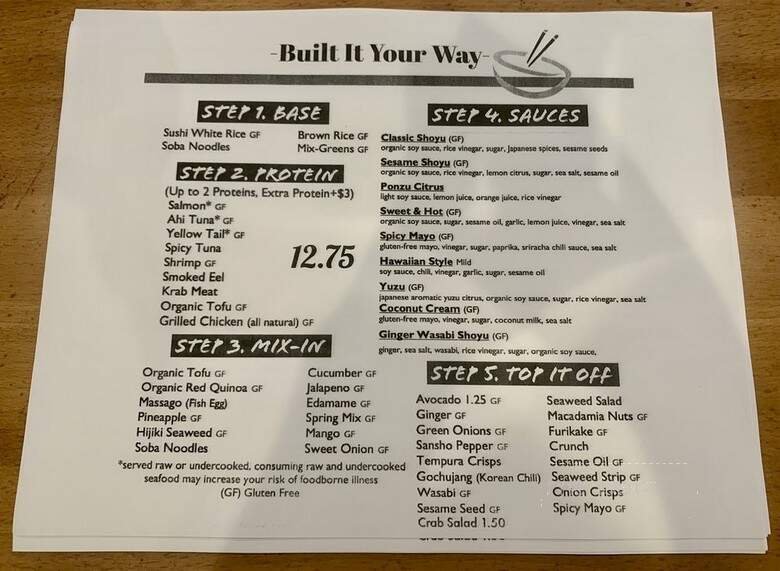 -Built It Your Way-
STEP 1. BASE
Sushi White Rice GF
Brown Rice GF
Soba Noodles
Mix-Greens GF
STEP 2. PROTEIN
(Up to 2 Proteins, Extra Protein+$3)
Salmon* GF
Ahi Tuna* GF
Yellow Tail* GF
Spicy Tuna
Shrimp GF
Smoked Eel
Krab Meat
Organic Tofu GF
Grilled Chicken (all natural) GF
12.75
STEP 3. MIX-IN
Organic Tofu GF
Organic Red Quinoa GF
Massago (Fish Egg)
Pineapple GF
Hijiki Seaweed GF
Soba Noodles
Cucumber GF
Jalapeno GF
Edamame GF
Spring Mix GF
Mango GF
Sweet Onion GF
*served raw or undercooked, consuming raw and undercooked
seafood may increase your risk of foodborne illness
(GF) Gluten Free
STEP 4. SAUCES
Classic Shoyu (GF)
organic soy sauce, rice vinegar, sugar, Japanese spices, sesame seeds
Sesame Shoyu (GF)
organic soy sauce, rice vinegar, lemon citrus, sugar, sea salt, sesame oil
Ponzu Citrus
light soy sauce, lemon juice, orange juice, rice vinegar
Sweet & Hot (GF)
organic soy sauce, sugar, sesame oil, garlic, lemon juice, vinegar, sea salt
Spicy Mayo (GF)
gluten-free mayo, vinegar, sugar, paprika, sriracha chili sauce, sea salt
Hawaiian Style Mild
soy sauce, chili, vinegar, garlic, sugar, sesame oil
Yuzu (GF)
japanese aromatic yuzu citrus, organic soy sauce, sugar, rice vinegar, sea salt
Coconut Cream (GF)
gluten-free mayo, vinegar, sugar, coconut milk, sea salt
Ginger Wasabi Shoyu (GF)
ginger, sea salt, wasabi, rice vinegar, sugar, organic soy sauce,
STEP 5. TOP IT OFF
Avocado 1.25 GF
Ginger GF
Green Onions GF
Sansho Pepper GF
Tempura Crisps
Gochujang (Korean Chili)
Wasabi GF
Sesame Seed GF
Crab Salad 1.50
Seaweed Salad
Macadamia Nuts GF
Furikake GF
Crunch
Sesame Oil GF
Seaweed Strip GF
Onion Crisps
Spicy Mayo GF